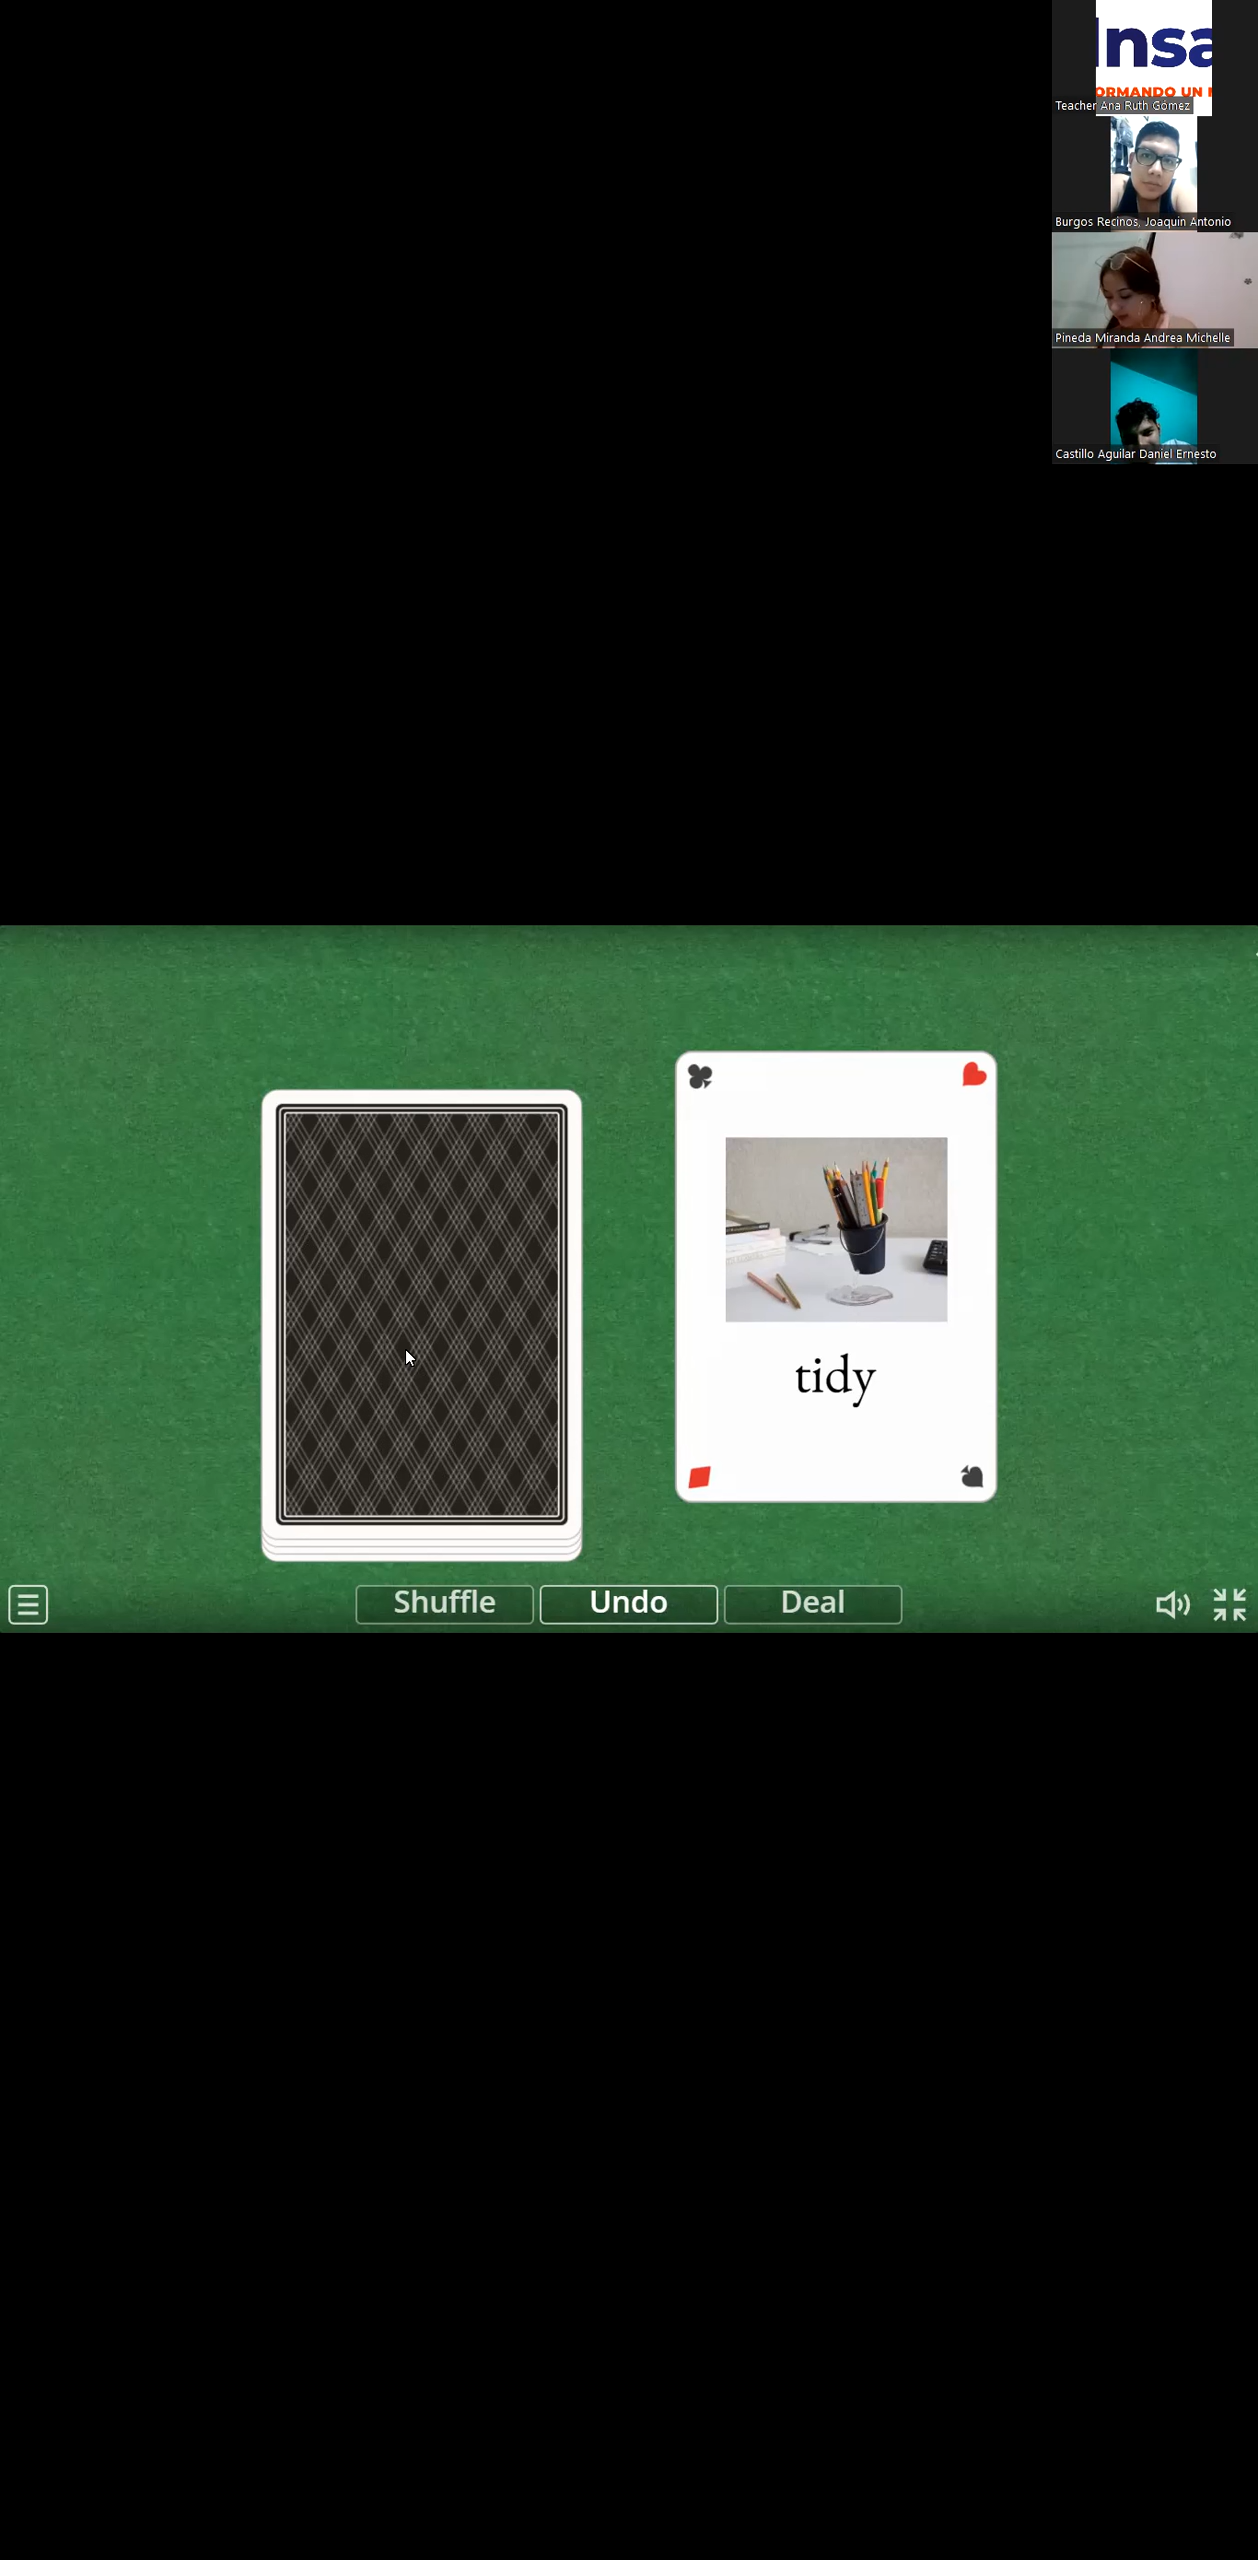 Insa
ORMANDO UN
Teacher Ana Ruth Gómez
Burgos Recinos, Joaquin Antonio
Pineda Miranda Andrea Michelle
Castillo Aguilar Daniel Ernesto
tidy
Shuffle
Undo
Deal